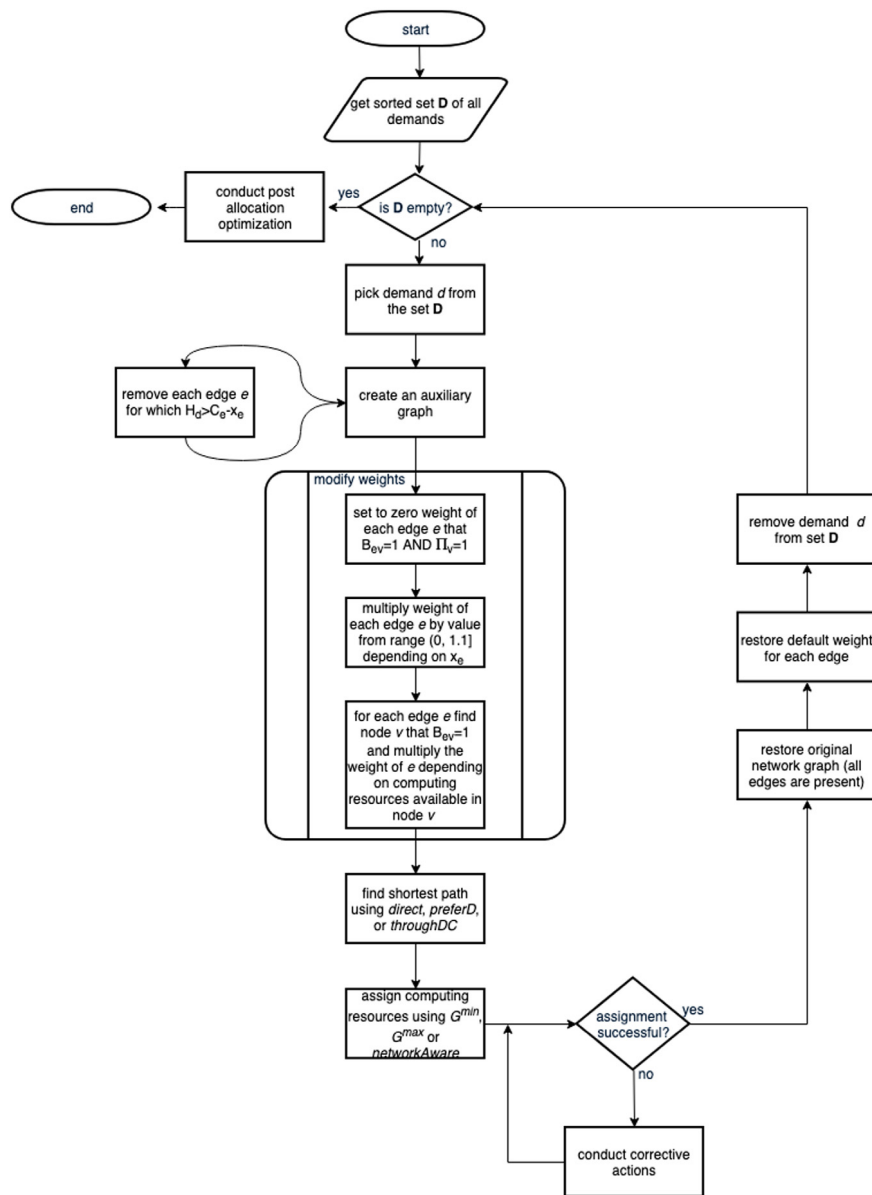 start
get sorted set D of all
demands
is D empty?
yes
no
conduct post
allocation
optimization
end
pick demand d from
the set D
create an auxiliary
graph
remove each edge e
for which H_d>C_e-x_e
modify weights
set to zero weight of
each edge e that
B_ev=1 AND Π_v=1
multiply weight of
each edge e by value
from range (0, 1.1]
depending on x_e
for each edge e find
node v that B_ev=1
and multiply the
weight of e depending
on computing
resources available in
node v
find shortest path
using direct, preferD,
or throughDC
assign computing
resources using G^min,
G^max or
networkAware
assignment
successful?
yes
no
conduct corrective
actions
restore original
network graph (all
edges are present)
restore default weight
for each edge
remove demand d
from set D